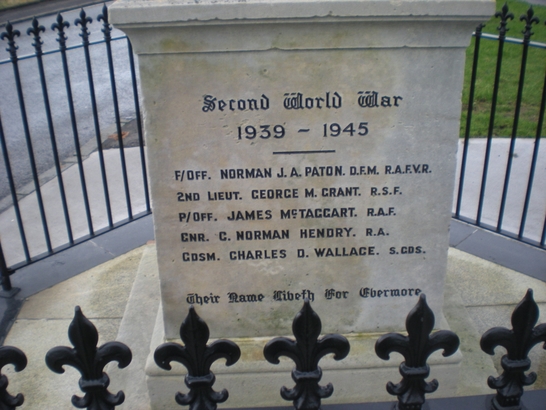 Second World War
1939 - 1945
F/OFF. NORMAN J. A. PATON. D.F.M. R.A.F.V.R.
2ND LIEUT. GEORGE M. GRANT. R.S.F.
P/OFF. JAMES McTAGGART. R.A.F.
GNR. C. NORMAN HENDRY. R.A.
GDSM. CHARLES D. WALLACE. S.GDS.
Their Name Liveth For Evermore